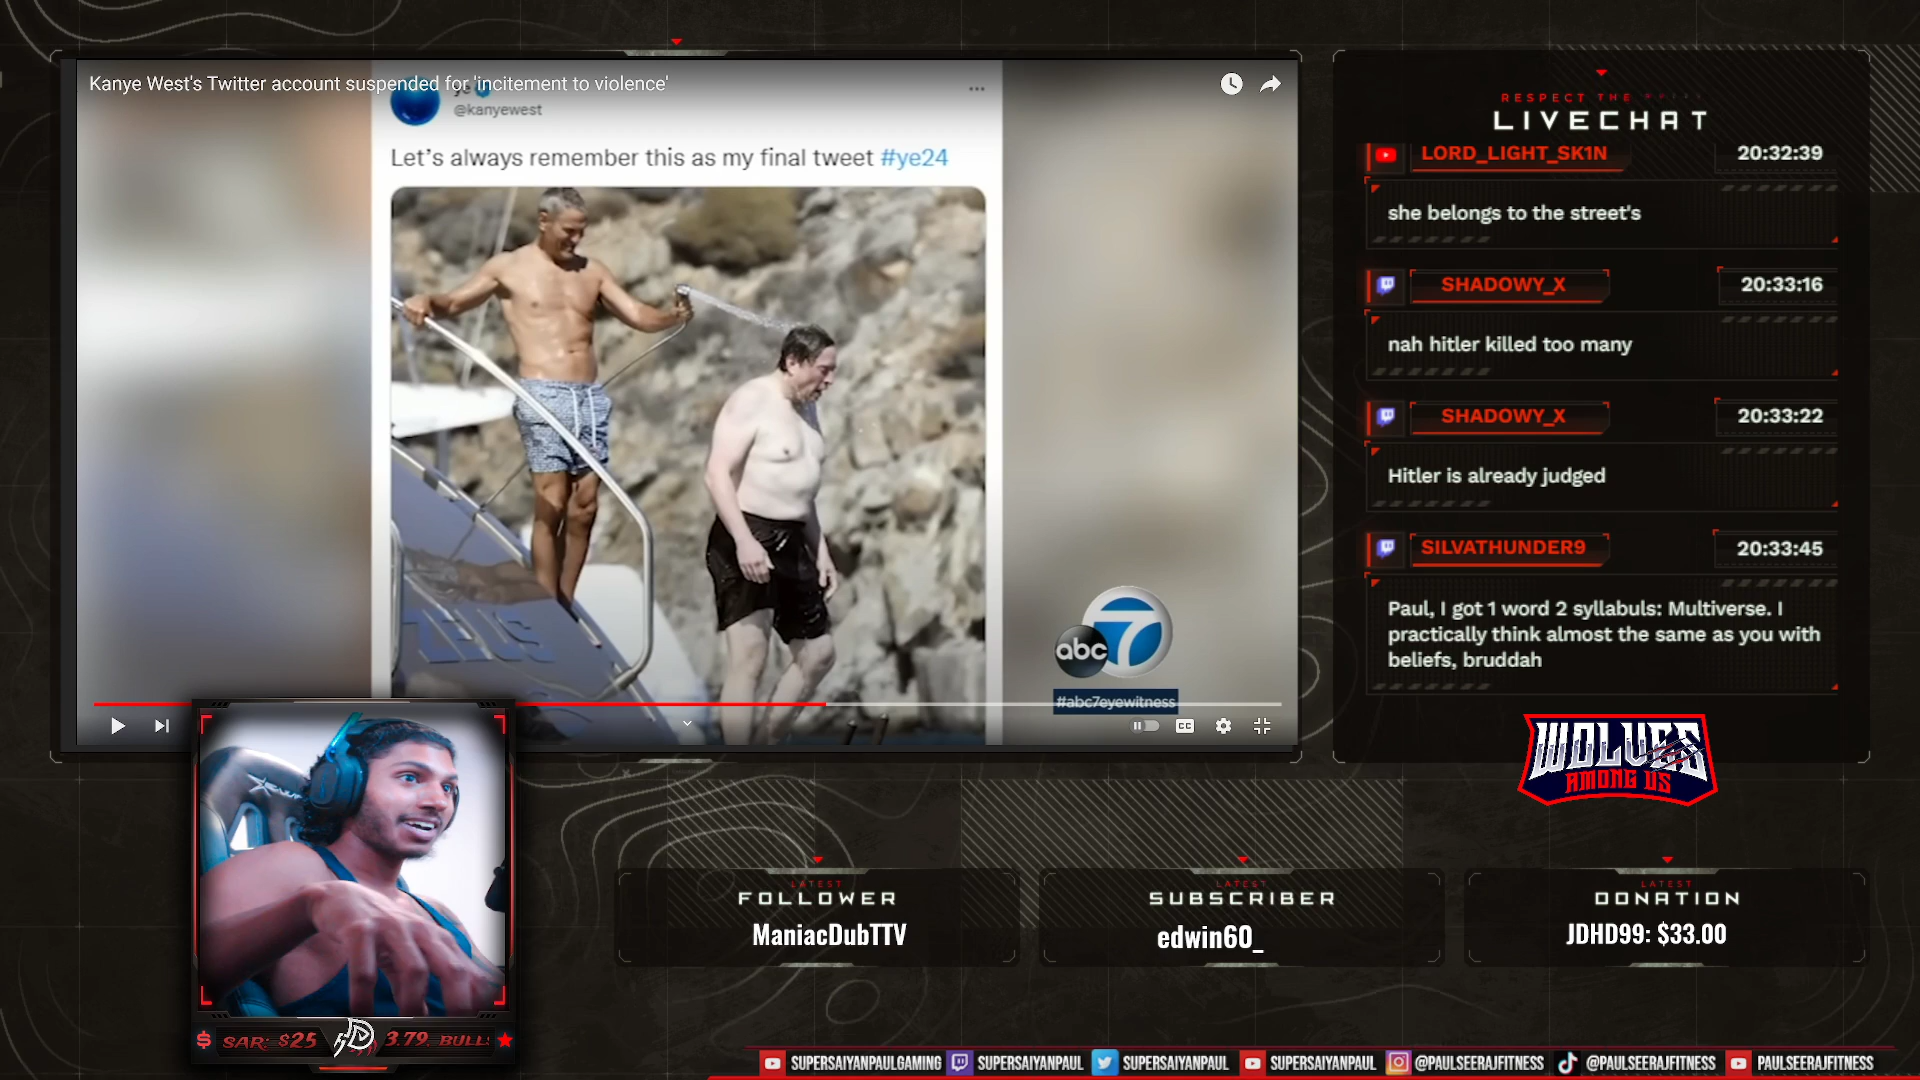 Kanye West's Twitter account suspended for 'incitement to violence'
ye
@kanyewest
Let's always remember this as my final tweet #ye24
abc 7
#abc7eyewitness
CC
RESPECT THE
LIVECHAT
LORD_LIGHT_SK1N 20:32:39
she belongs to the street's
SHADOWY_X 20:33:16
nah hitler killed too many
SHADOWY_X 20:33:22
Hitler is already judged
SILVATHUNDER9 20:33:45
Paul, I got 1 word 2 syllabuls: Multiverse. I
practically think almost the same as you with
beliefs, bruddah
WOLVES
AMONG US
LATEST
FOLLOWER
ManiacDubTTV
LATEST
SUBSCRIBER
edwin60_
LATEST
DONATION
JDHD99: $33.00
$ SAR: $25 3.79. BULL
SUPERSAIYANPAULGAMING SUPERSAIYANPAUL SUPERSAIYANPAUL SUPERSAIYANPAUL @PAULSEERAJFITNESS @PAULSEERAJFITNESS PAULSEERAJFITNESS